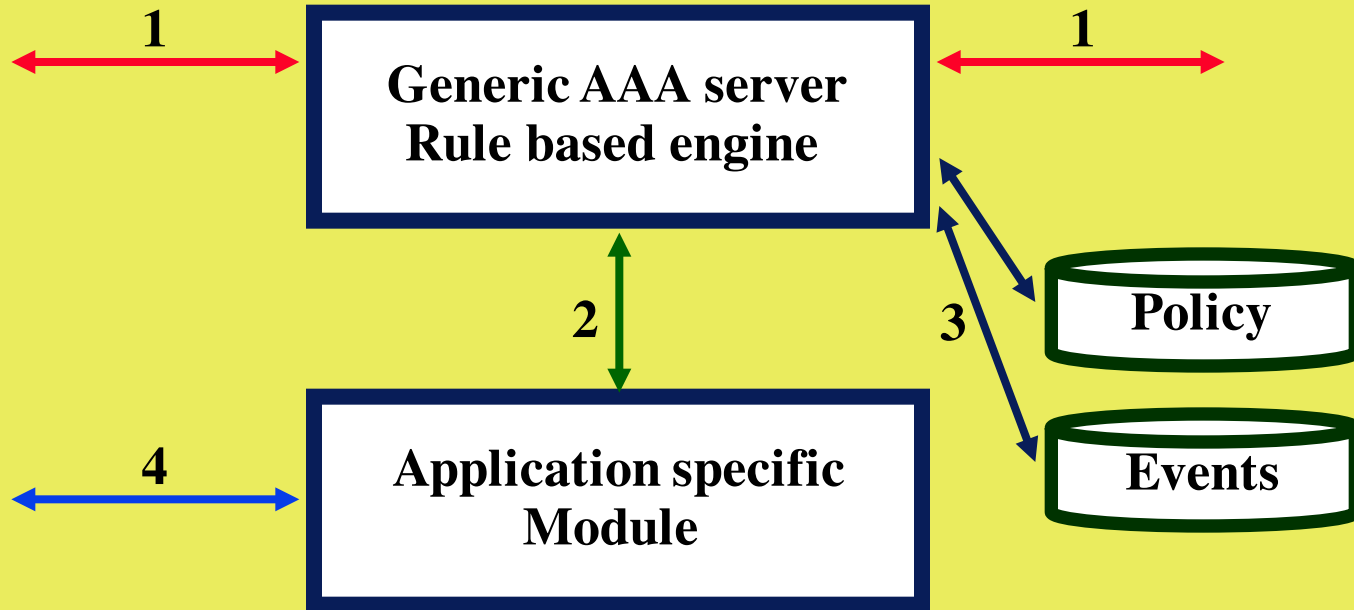 1
1
Generic AAA server
Rule based engine
2
3
Policy
4
Application specific
Module
Events